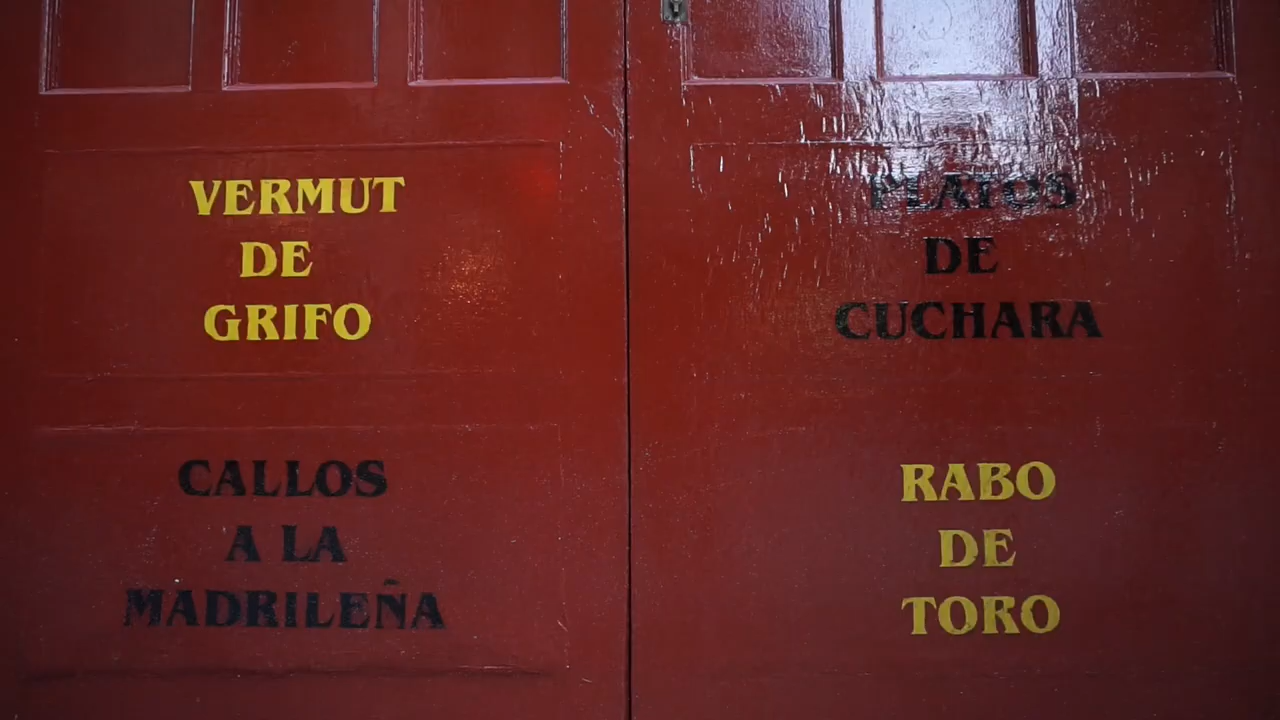 VERMUT
DE
GRIFO
CALLOS
A LA
MADRILEÑA
PLATOS
DE
CUCHARA
RABO
DE
TORO